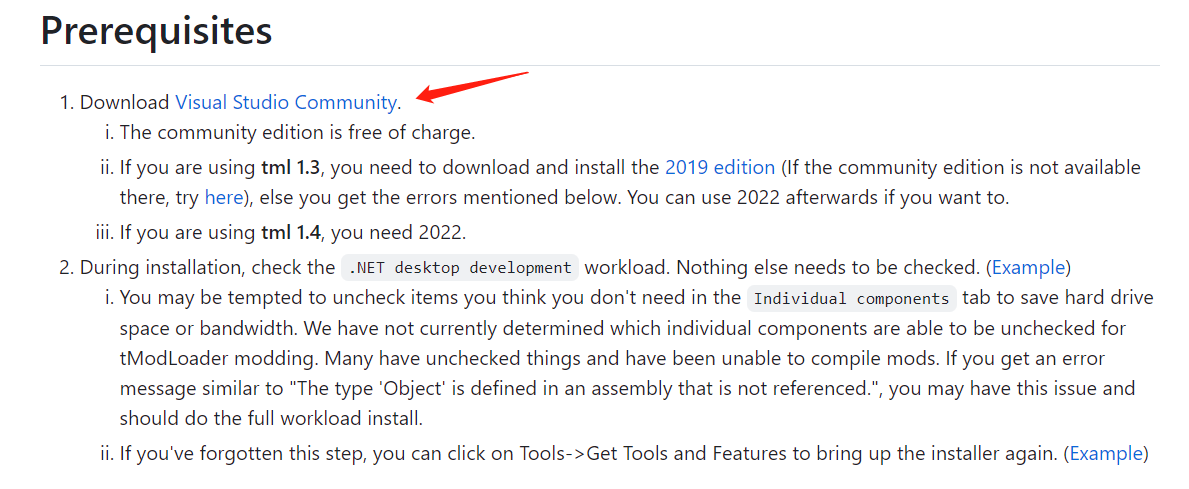 Prerequisites
1. Download Visual Studio Community.
i. The community edition is free of charge.
ii. If you are using tml 1.3, you need to download and install the 2019 edition (If the community edition is not available
there, try here), else you get the errors mentioned below. You can use 2022 afterwards if you want to.
iii. If you are using tml 1.4, you need 2022.
2. During installation, check the .NET desktop development workload. Nothing else needs to be checked. (Example)
i. You may be tempted to uncheck items you think you don't need in the Individual components tab to save hard drive
space or bandwidth. We have not currently determined which individual components are able to be unchecked for
tModLoader modding. Many have unchecked things and have been unable to compile mods. If you get an error
message similar to "The type 'Object' is defined in an assembly that is not referenced.", you may have this issue and
should do the full workload install.
ii. If you've forgotten this step, you can click on Tools->Get Tools and Features to bring up the installer again. (Example)